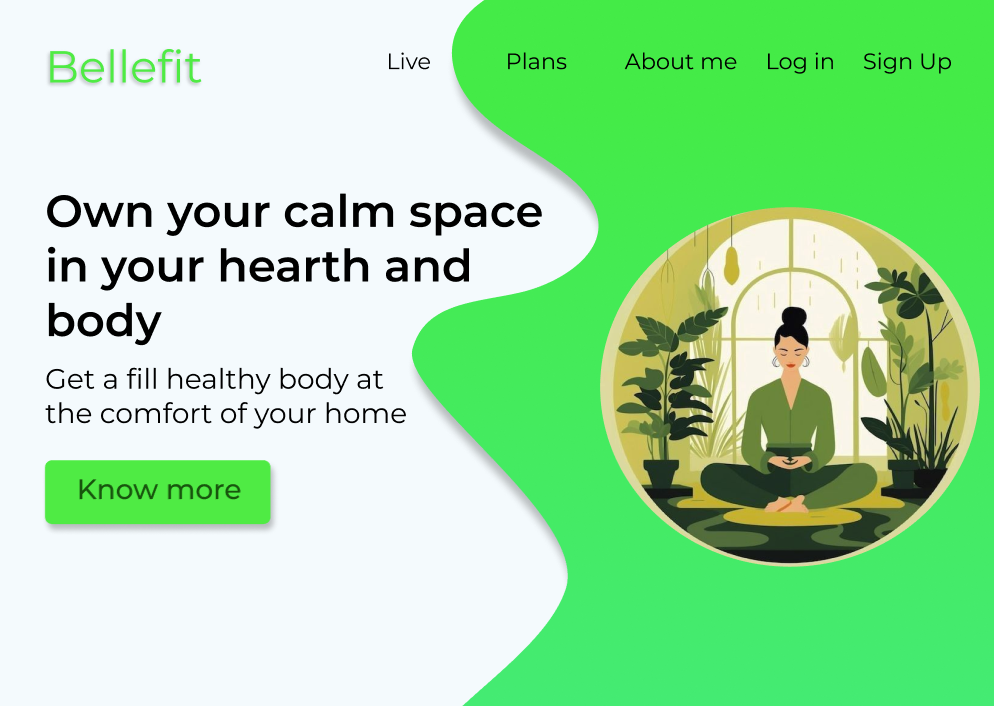 Bellefit
Live Plans About me Log in Sign Up
Own your calm space
in your hearth and
body
Get a fill healthy body at
the comfort of your home
Know more